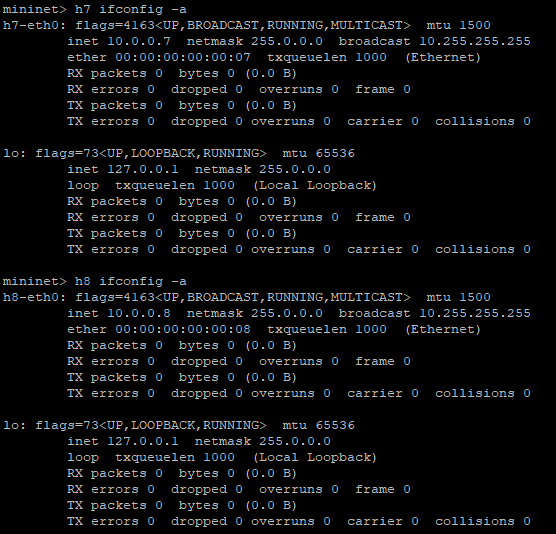 mininet> h7 ifconfig -a
h7-eth0: flags=4163<UP,BROADCAST,RUNNING,MULTICAST>  mtu 1500
        inet 10.0.0.7  netmask 255.0.0.0  broadcast 10.255.255.255
        ether 00:00:00:00:00:07  txqueuelen 1000  (Ethernet)
        RX packets 0  bytes 0 (0.0 B)
        RX errors 0  dropped 0  overruns 0  frame 0
        TX packets 0  bytes 0 (0.0 B)
        TX errors 0  dropped 0 overruns 0  carrier 0  collisions 0

lo: flags=73<UP,LOOPBACK,RUNNING>  mtu 65536
        inet 127.0.0.1  netmask 255.0.0.0
        loop  txqueuelen 1000  (Local Loopback)
        RX packets 0  bytes 0 (0.0 B)
        RX errors 0  dropped 0  overruns 0  frame 0
        TX packets 0  bytes 0 (0.0 B)
        TX errors 0  dropped 0 overruns 0  carrier 0  collisions 0

mininet> h8 ifconfig -a
h8-eth0: flags=4163<UP,BROADCAST,RUNNING,MULTICAST>  mtu 1500
        inet 10.0.0.8  netmask 255.0.0.0  broadcast 10.255.255.255
        ether 00:00:00:00:00:08  txqueuelen 1000  (Ethernet)
        RX packets 0  bytes 0 (0.0 B)
        RX errors 0  dropped 0  overruns 0  frame 0
        TX packets 0  bytes 0 (0.0 B)
        TX errors 0  dropped 0 overruns 0  carrier 0  collisions 0

lo: flags=73<UP,LOOPBACK,RUNNING>  mtu 65536
        inet 127.0.0.1  netmask 255.0.0.0
        loop  txqueuelen 1000  (Local Loopback)
        RX packets 0  bytes 0 (0.0 B)
        RX errors 0  dropped 0  overruns 0  frame 0
        TX packets 0  bytes 0 (0.0 B)
        TX errors 0  dropped 0 overruns 0  carrier 0  collisions 0